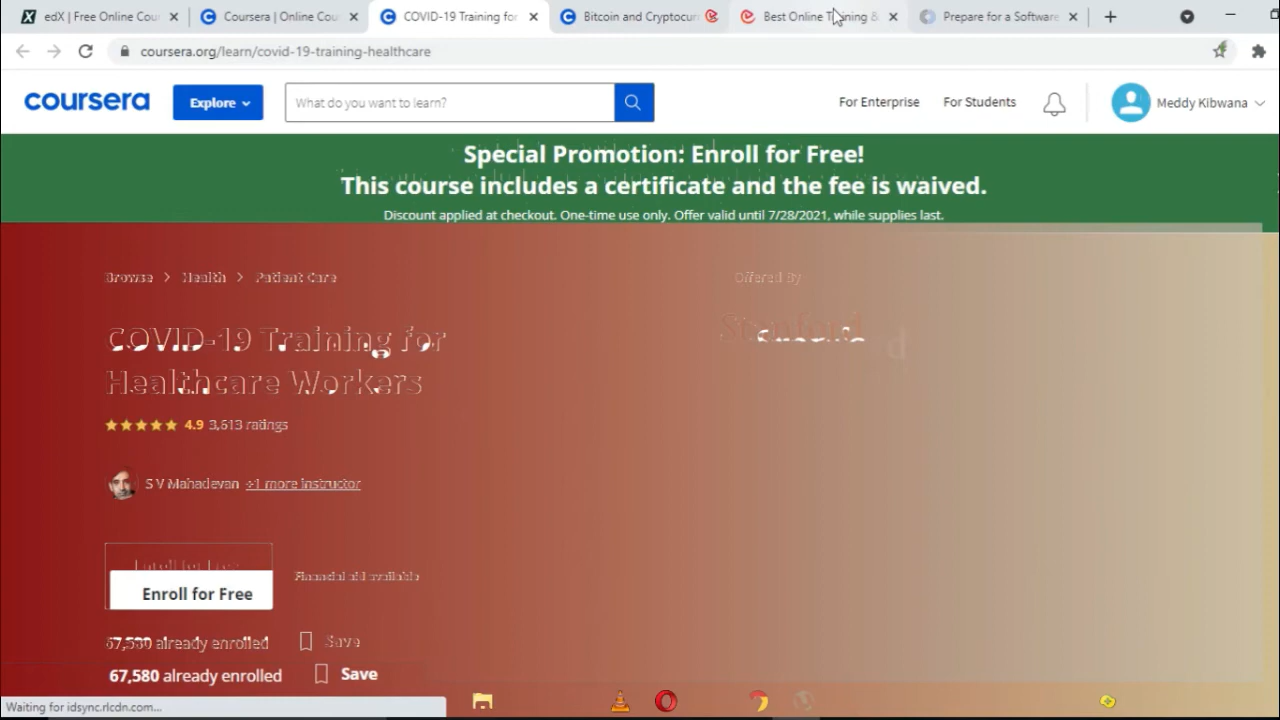 edX | Free Online Cou
Coursera | Online Cou
COVID-19 Training for
Bitcoin and Cryptocurr
Best Online Training &
Prepare for a Software
coursera.org/learn/covid-19-training-healthcare
coursera
Explore
What do you want to learn?
For Enterprise
For Students
Meddy Kibwana
Special Promotion: Enroll for Free!
This course includes a certificate and the fee is waived.
Discount applied at checkout. One-time use only. Offer valid until 7/28/2021, while supplies last.
Browse > Health > Patient Care
Offered By
COVID-19 Training for
Healthcare Workers
Stanford
4.9 3,613 ratings
S V Mahadevan +1 more instructor
Enroll for Free
Enroll for Free
Financial aid available
67,580 already enrolled
Save
67,580 already enrolled
Save
Waiting for idsync.rlcdn.com...